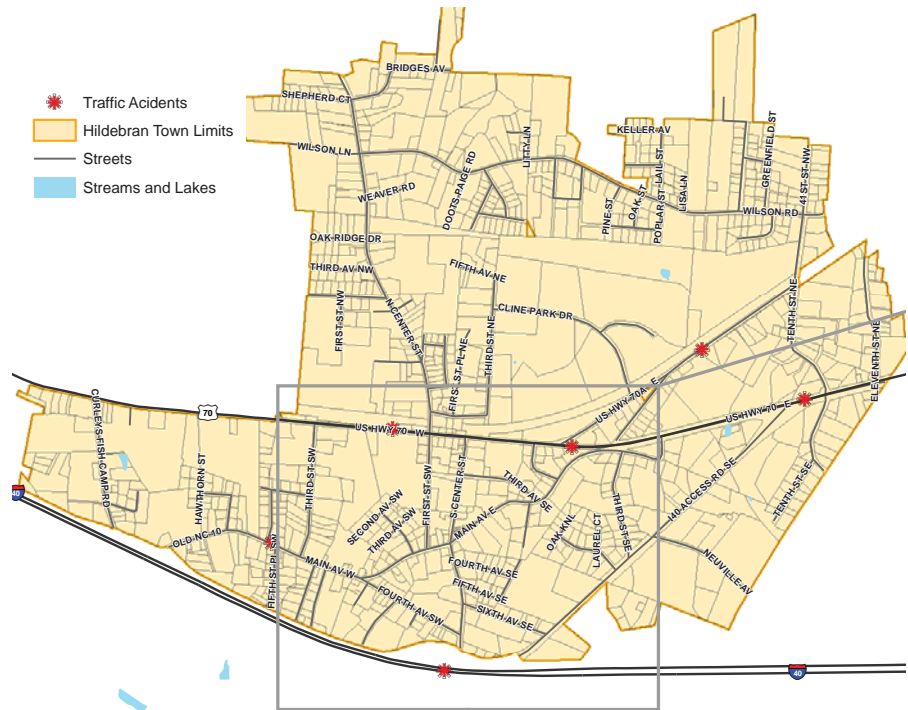 BRIDGES AV
SHEPHERD CT
Traffic Acidents
Hildebran Town Limits
Streets
Streams and Lakes
KELLER AV
GREENFIELD ST
41ST ST NW
WILSON LN
LITTY LN
DOOTS PAIGE RD
WEAVER RD
PINE ST
OAK ST
POPLAR ST
LAIL ST
LISA LN
WILSON RD
OAK RIDGE DR
THIRD AV NW
FIFTH AV NE
FIRST ST NW
N CENTER ST
CLINE PARK DR
TENTH ST NE
FIRST ST PL NE
THIRD ST NE
ELEVENTH ST NE
US HWY 70A E
CURLEYS FISH CAMP RD
70
US HWY 70 W
US HWY 70 E
HAWTHORN ST
THIRD ST SW
FIRST ST SW
S CENTER ST
THIRD AV SE
SECOND AV SW
THIRD AV SW
MAIN AV E
I40 ACCESS RD SE
TENTH ST SE
40
OLD NC 10
FIFTH ST PL SW
OAK KNL
LAUREL CT
THIRD ST SE
MAIN AV W
FOURTH AV SE
NEUVILLE AV
FOURTH AV SW
FIFTH AV SE
SIXTH AV SE
40